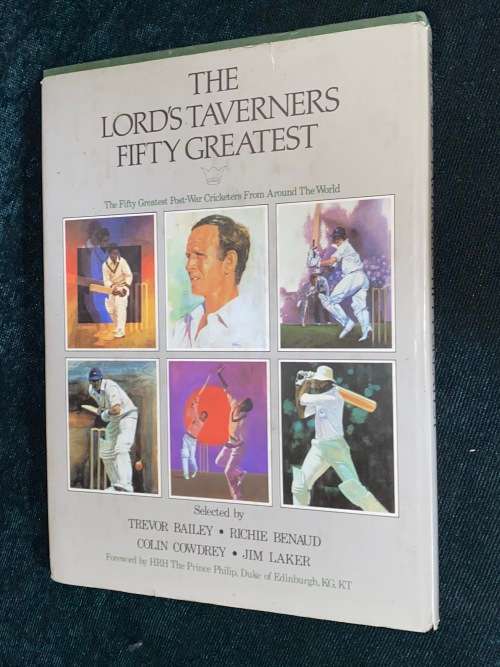 THE
LORD'S TAVERNERS
FIFTY GREATEST
The Fifty Greatest Post-War Cricketers From Around The World
Selected by
TREVOR BAILEY • RICHIE BENAUD
COLIN COWDREY • JIM LAKER
Foreword by HRH The Prince Philip, Duke of Edinburgh, KG, KT